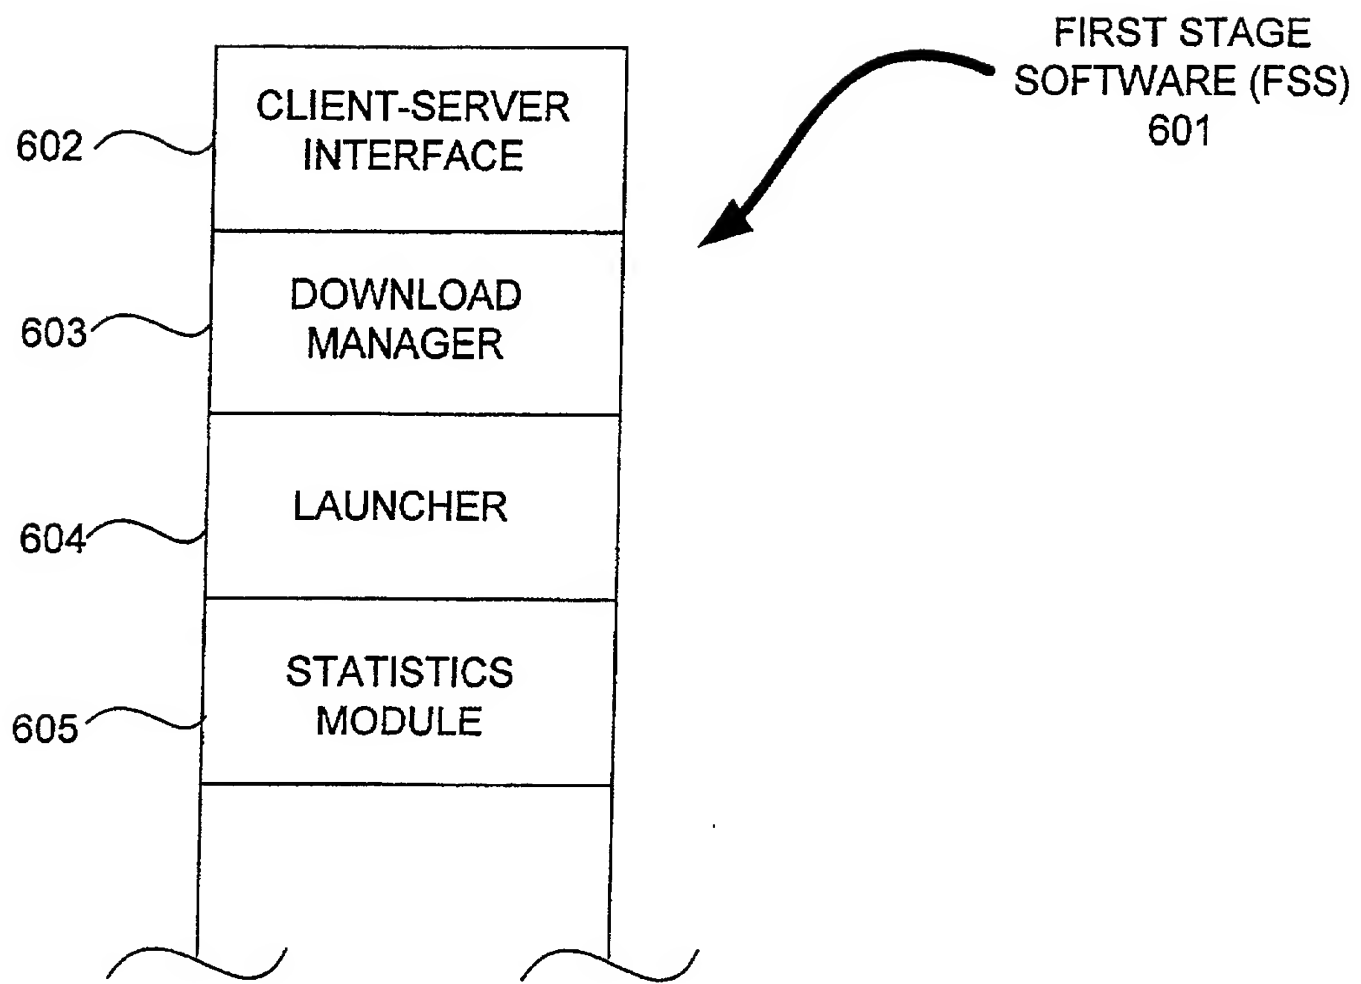 FIRST STAGE
SOFTWARE (FSS)
601
CLIENT-SERVER
INTERFACE
602
DOWNLOAD
MANAGER
603
LAUNCHER
604
STATISTICS
MODULE
605